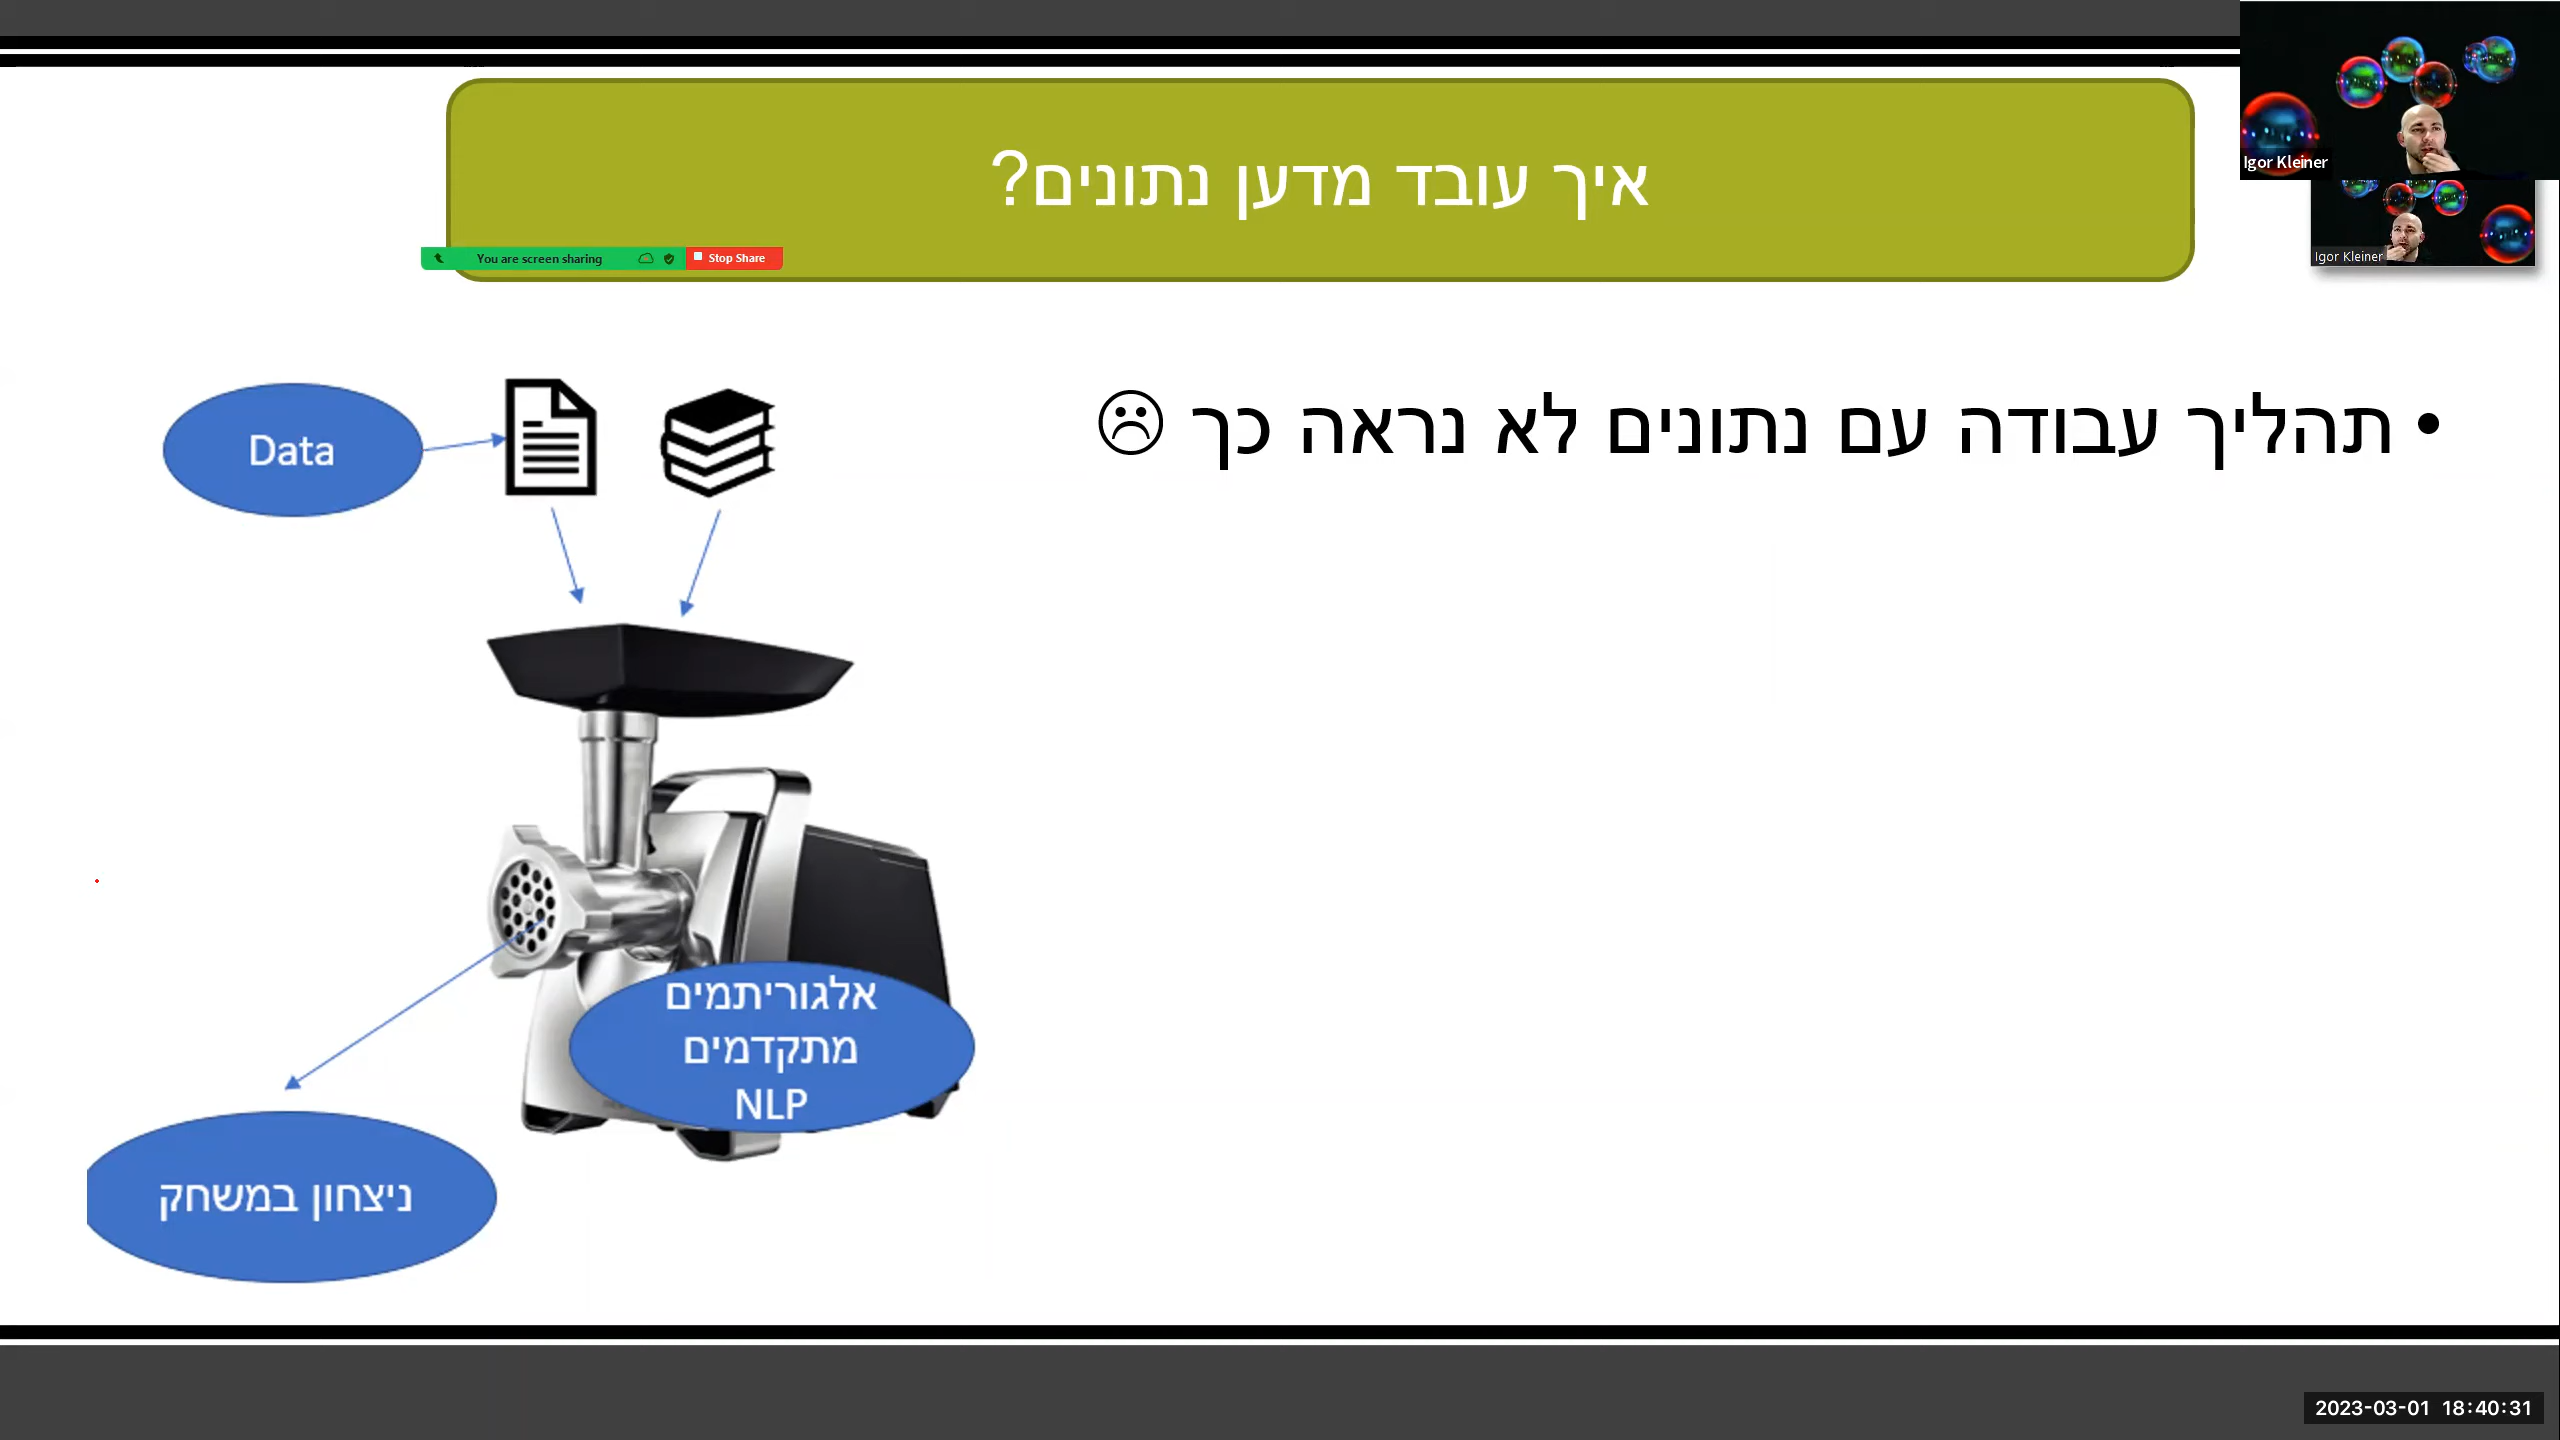 Igor Kleiner
איך עובד מדען נתונים?
You are screen sharing
Stop Share
Igor Kleiner
• תהליך עבודה עם נתונים לא נראה כך ☹
Data
אלגוריתמים
מתקדמים
NLP
ניצחון במשחק
2023-03-01 18:40:31